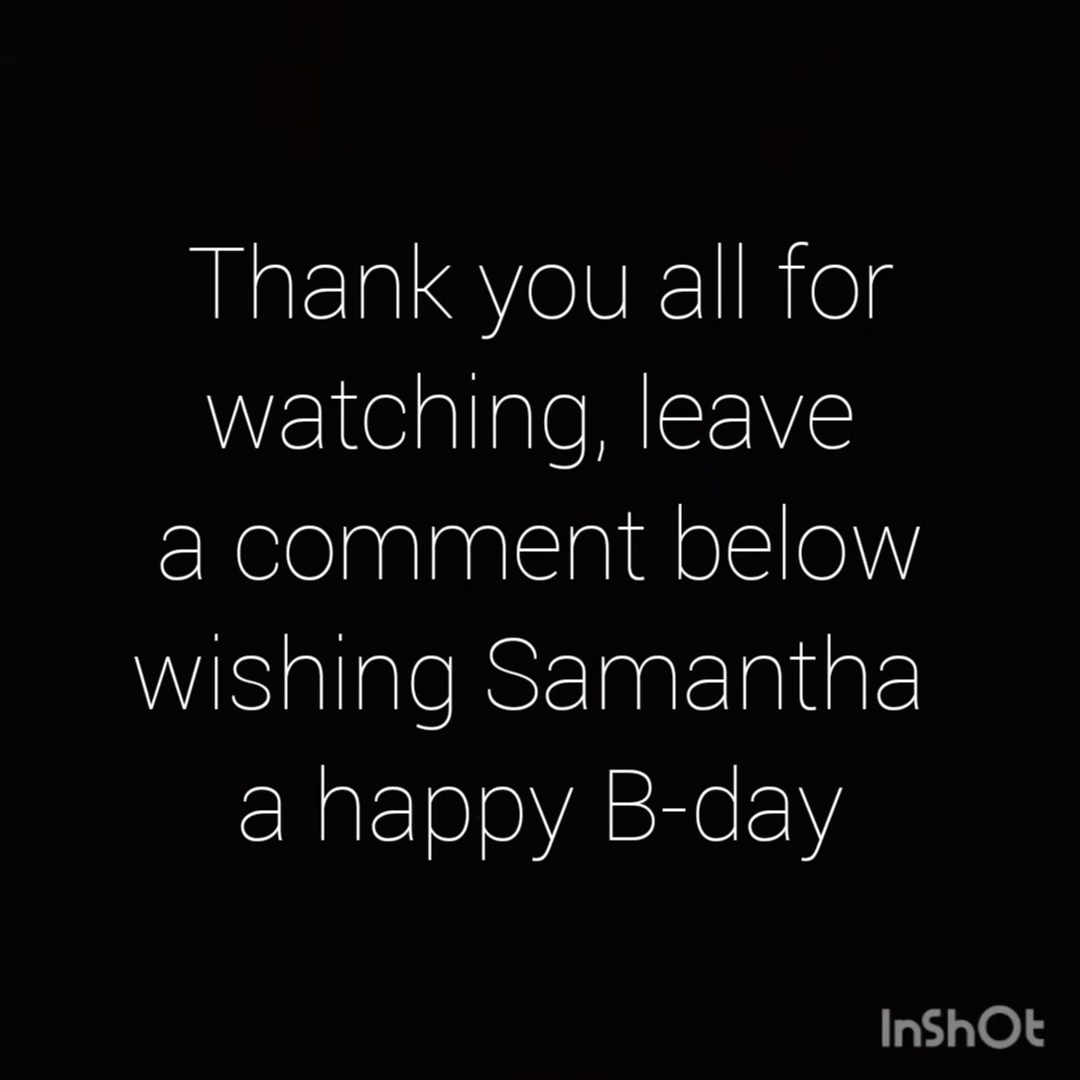 Thank you all for
watching, leave
a comment below
wishing Samantha
a happy B-day
InShOt